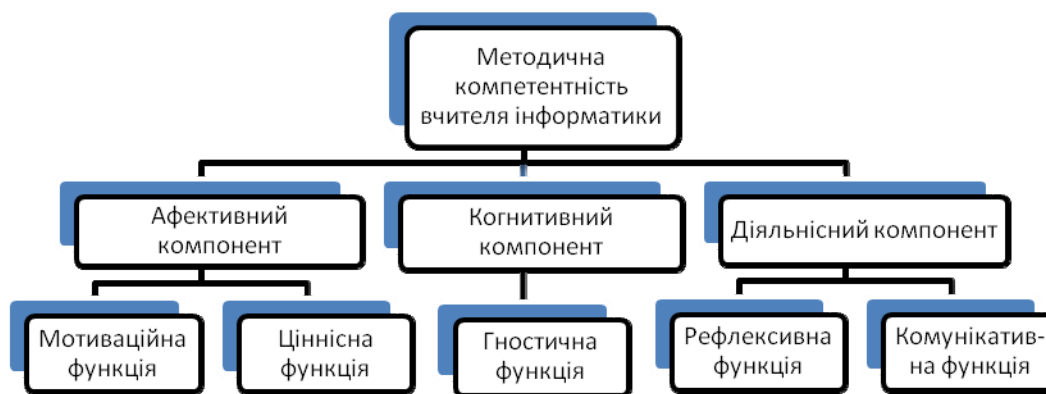 Методична
компетентність
вчителя інформатики
Афективний
компонент
Когнитивний
компонент
Діяльнісний компонент
Мотиваційна
функція
Ціннісна
функція
Гностична
функція
Рефлексивна
функція
Комунікатив-
на функція